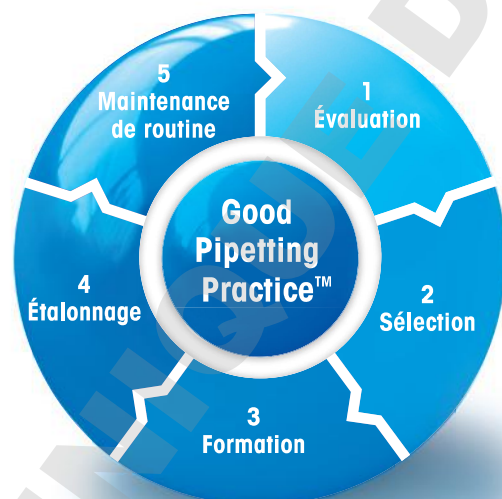 5
Maintenance
de routine
1
Évaluation
Good
Pipetting
Practice™
4
Étalonnage
2
Sélection
3
Formation